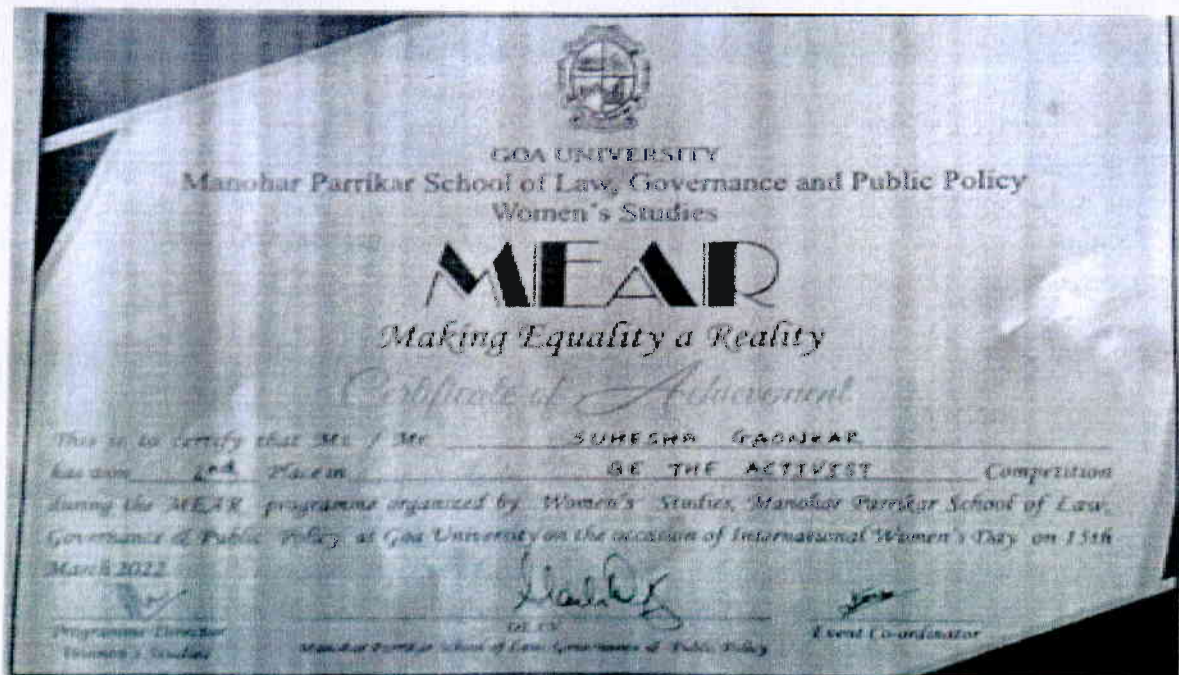 GOA UNIVERSITY
Manohar Parrikar School of Law, Governance and Public Policy
Women's Studies
MEAR
Making Equality a Reality
Certificate of Achievement
This is to certify that Ms. / Mr. GAONKAR
has won 2nd Place in BE THE ACTIVIST Competition
during the MEAR programme organized by Women's Studies, Manohar Parrikar School of Law,
Governance & Public Policy, at Goa University on the occasion of International Women's Day on 15th
March 2022
Programme Director DEAN Event Co-ordinator
Women's Studies Manohar Parrikar School of Law, Governance & Public Policy